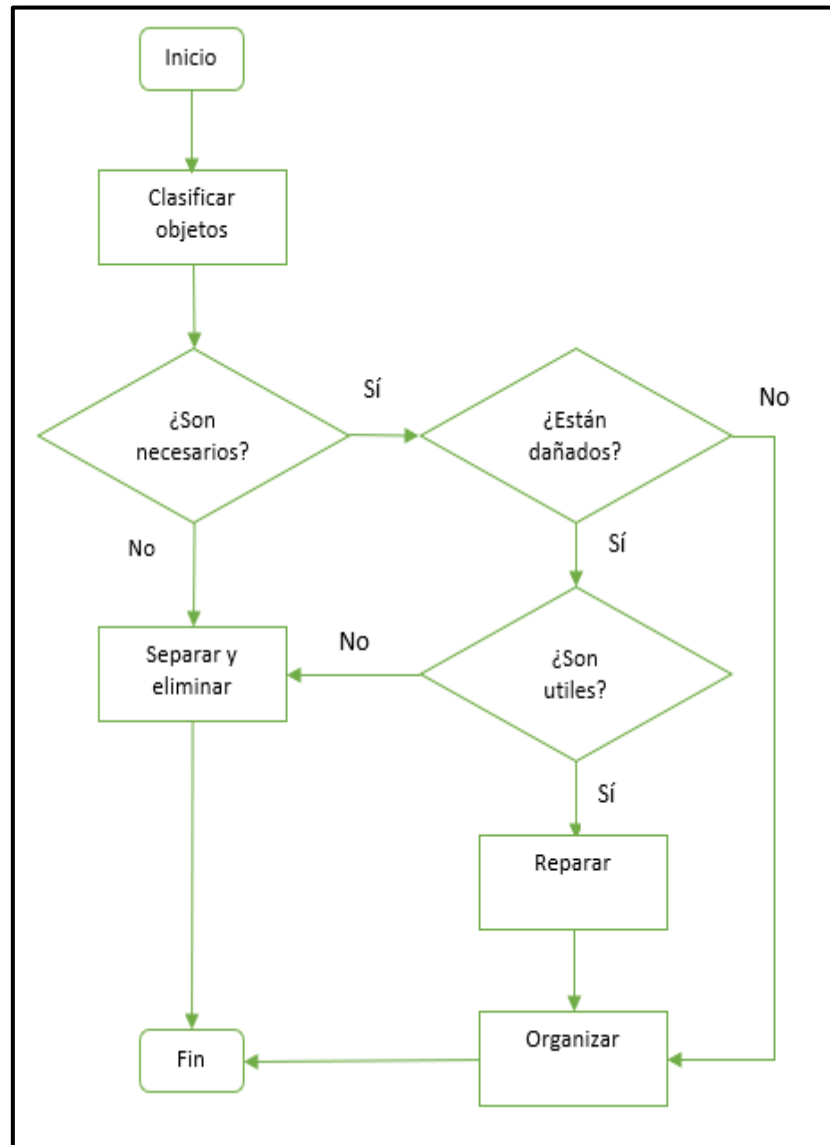 Inicio
Clasificar
objetos
¿Son
necesarios?
Sí
¿Están
dañados?
No
No
Sí
Separar y
eliminar
No
¿Son
utiles?
Sí
Reparar
Organizar
Fin